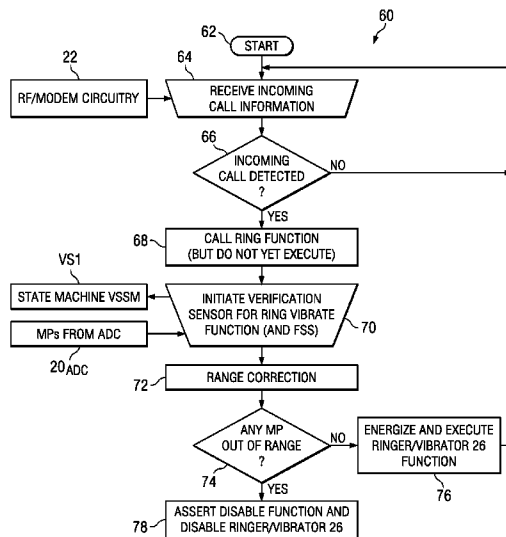 60
62
START
22
64
RF/MODEM CIRCUITRY
RECEIVE INCOMING
CALL INFORMATION
66
INCOMING
CALL DETECTED
?
NO
YES
68
CALL RING FUNCTION
(BUT DO NOT YET EXECUTE)
VS1
STATE MACHINE VSSM
INITIATE VERIFICATION
SENSOR FOR RING VIBRATE
FUNCTION (AND FSS)
70
MPs FROM ADC
20ADC
72
RANGE CORRECTION
ANY MP
OUT OF RANGE
?
NO
74
YES
ENERGIZE AND EXECUTE
RINGER/VIBRATOR 26
FUNCTION
76
78
ASSERT DISABLE FUNCTION AND
DISABLE RINGER/VIBRATOR 26